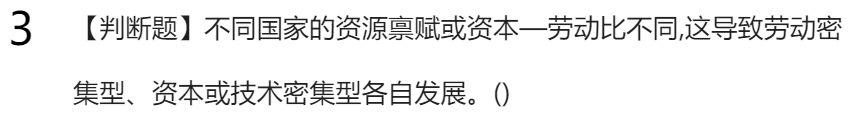 3 【判断题】不同国家的资源禀赋或资本—劳动比不同,这导致劳动密
集型、资本或技术密集型各自发展。()